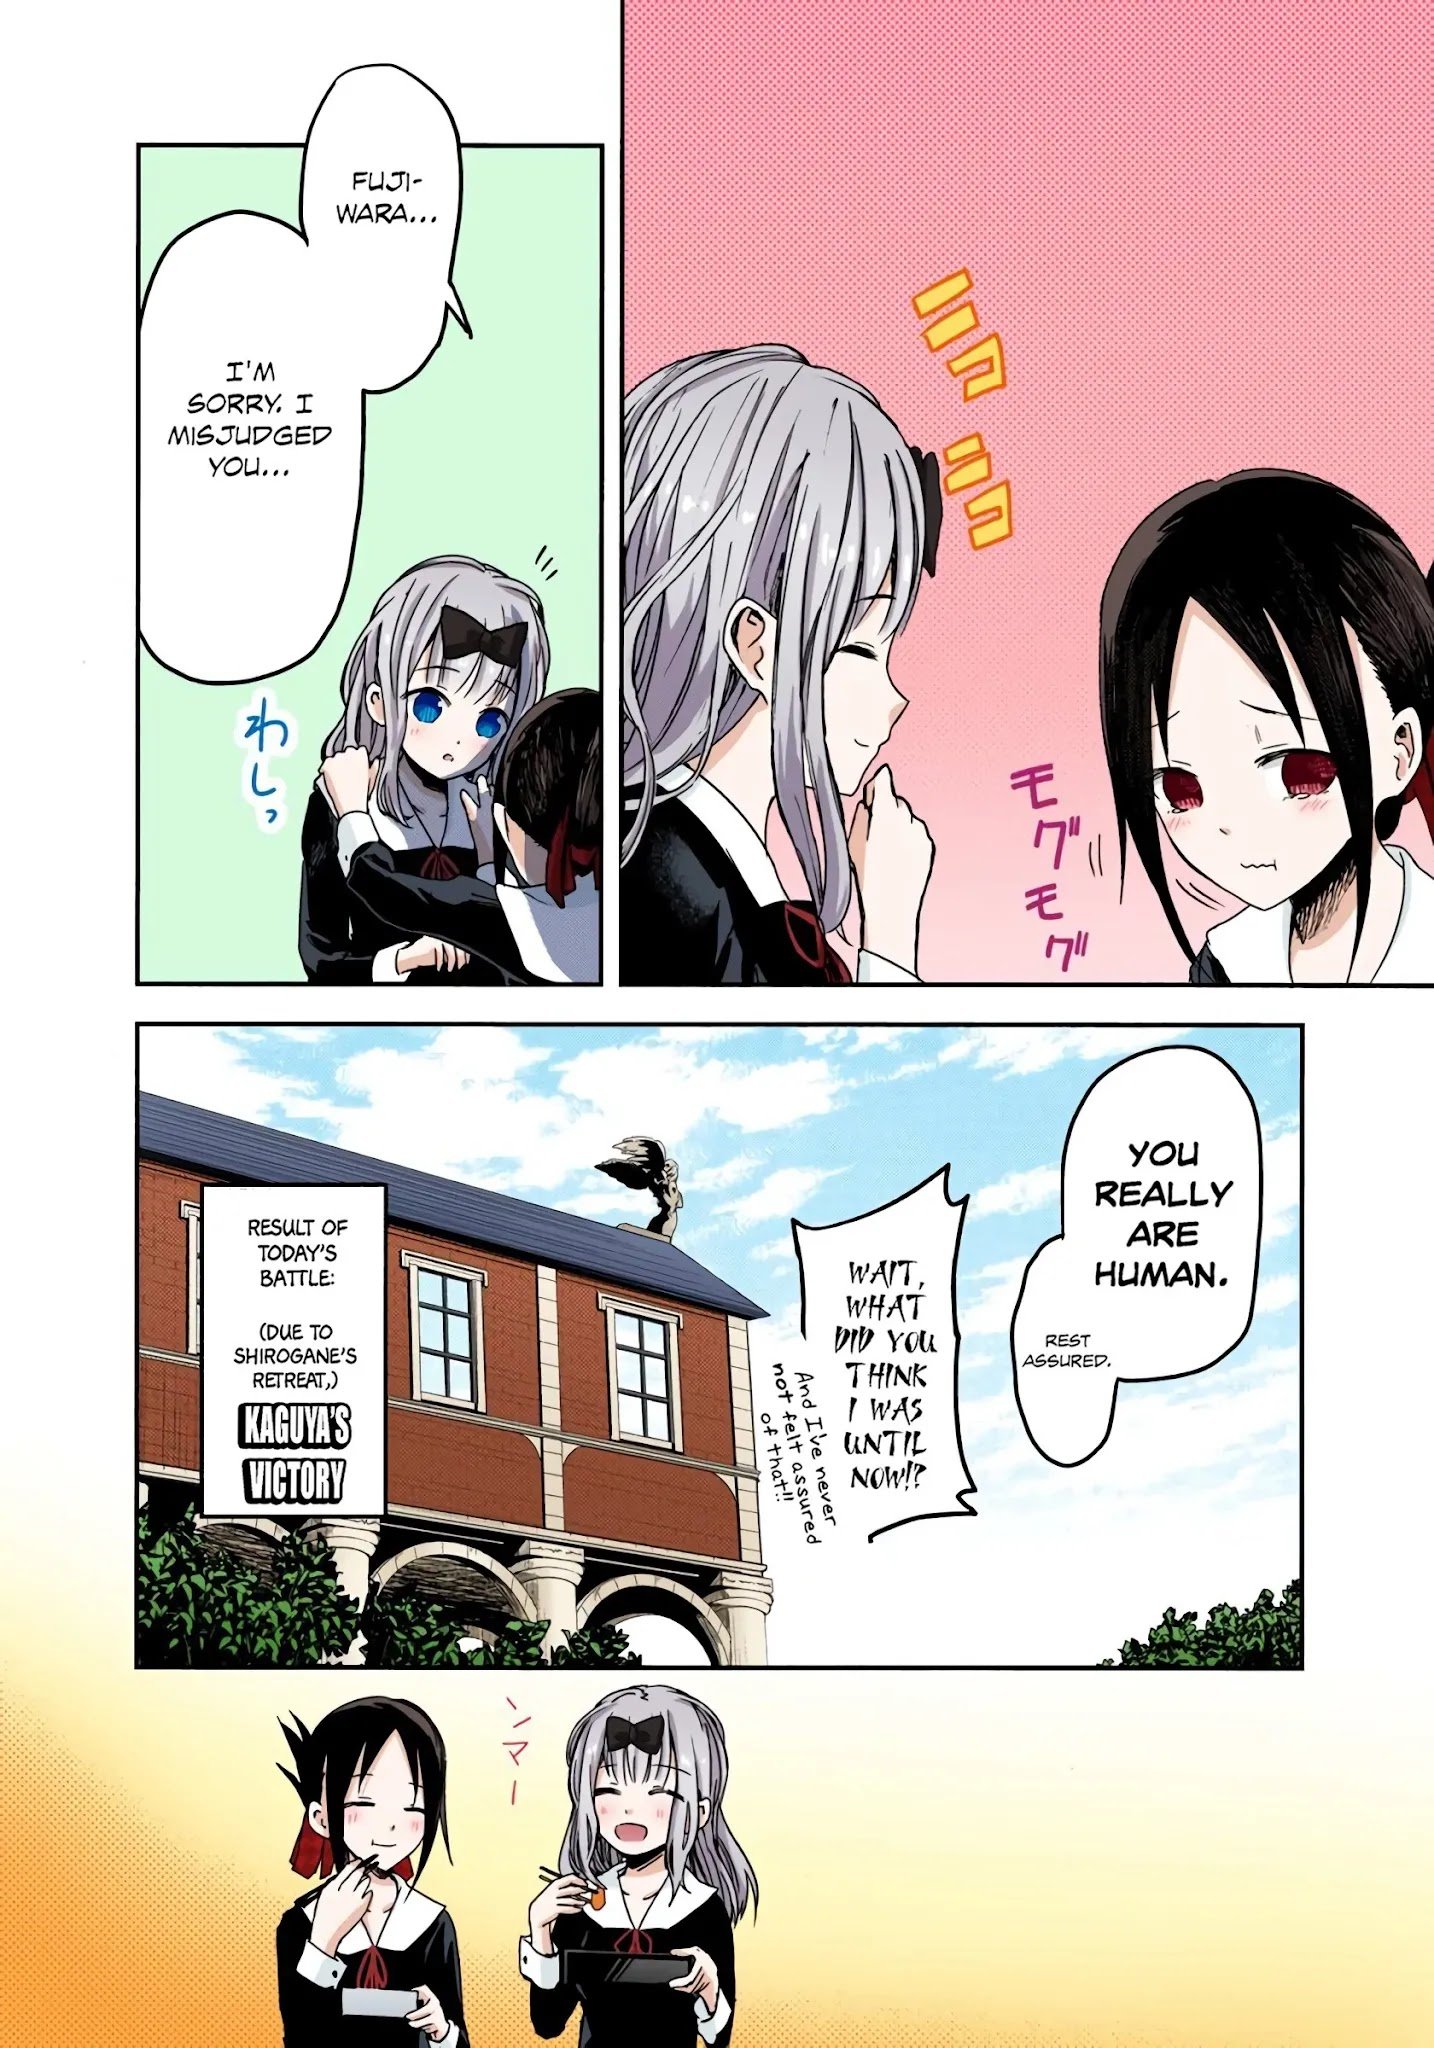 ニコ
ニコ
モグ
モグ
FUJI-
WARA...
I'M
SORRY. I
MISJUDGED
YOU...
わしっ
YOU
REALLY
ARE
HUMAN.
REST
ASSURED.
WAIT,
WHAT
DID YOU
THINK
I WAS
UNTIL
NOW!?
And I've never
not felt assured
of that!!
RESULT OF
TODAY'S
BATTLE:
(DUE TO
SHIROGANE'S
RETREAT,)
KAGUYA'S
VICTORY
ンマー